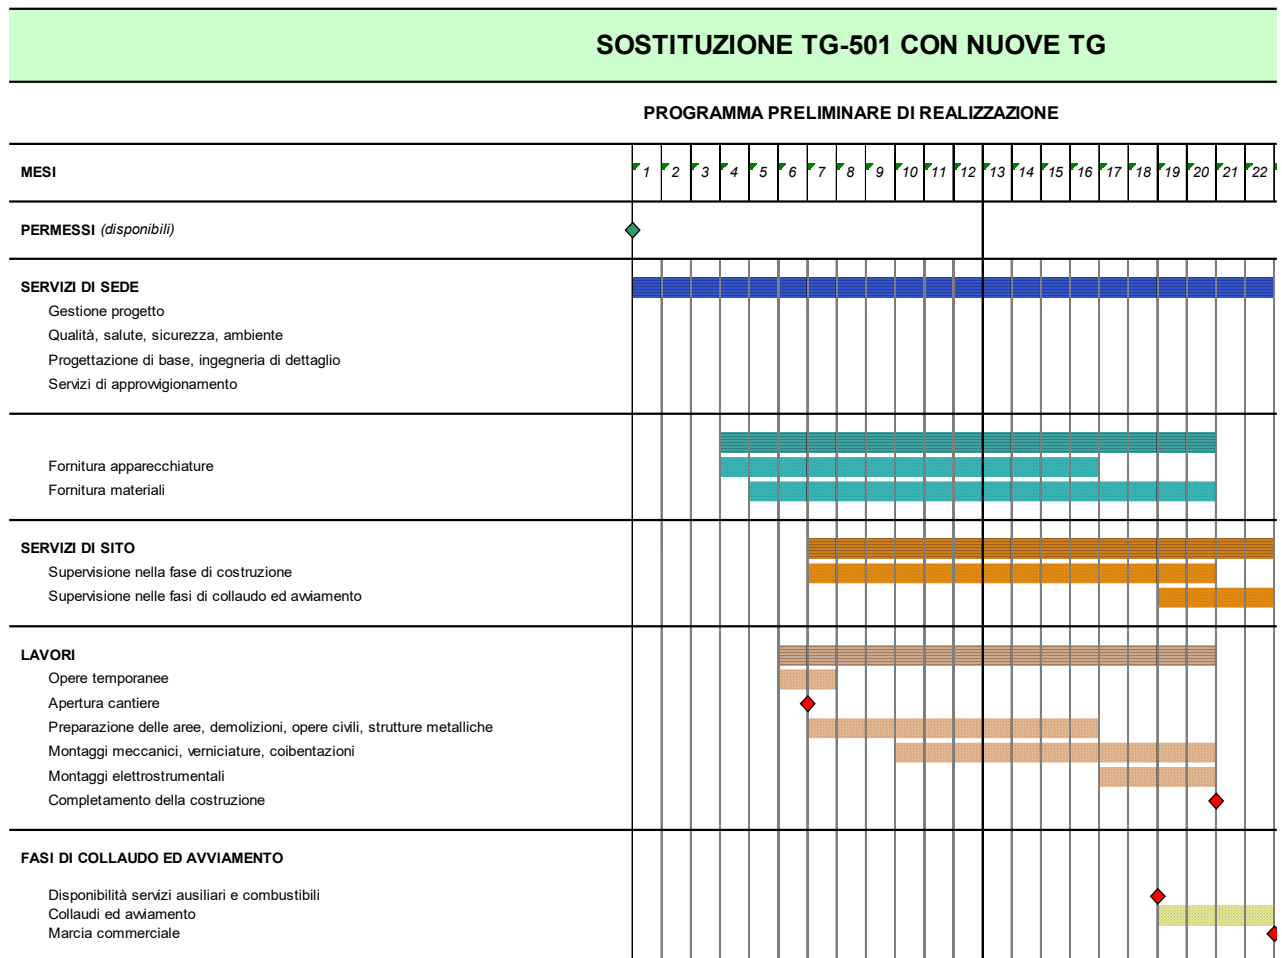 SOSTITUZIONE TG-501 CON NUOVE TG
PROGRAMMA PRELIMINARE DI REALIZZAZIONE
MESI 1 2 3 4 5 6 7 8 9 10 11 12 13 14 15 16 17 18 19 20 21 22
PERMESSI (disponibili)
SERVIZI DI SEDE
Gestione progetto
Qualità, salute, sicurezza, ambiente
Progettazione di base, ingegneria di dettaglio
Servizi di approvvigionamento
Fornitura apparecchiature
Fornitura materiali
SERVIZI DI SITO
Supervisione nella fase di costruzione
Supervisione nelle fasi di collaudo ed avviamento
LAVORI
Opere temporanee
Apertura cantiere
Preparazione delle aree, demolizioni, opere civili, strutture metalliche
Montaggi meccanici, verniciature, coibentazioni
Montaggi elettrostrumentali
Completamento della costruzione
FASI DI COLLAUDO ED AVVIAMENTO
Disponibilità servizi ausiliari e combustibili
Collaudi ed avviamento
Marcia commerciale